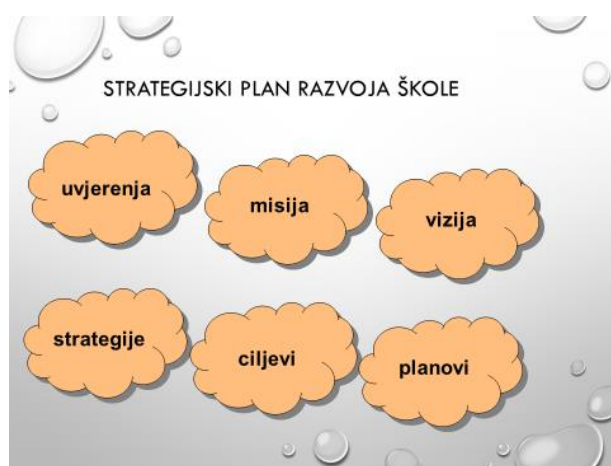 STRATEGIJSKI PLAN RAZVOJA ŠKOLE
uvjerenja
misija
vizija
strategije
ciljevi
planovi